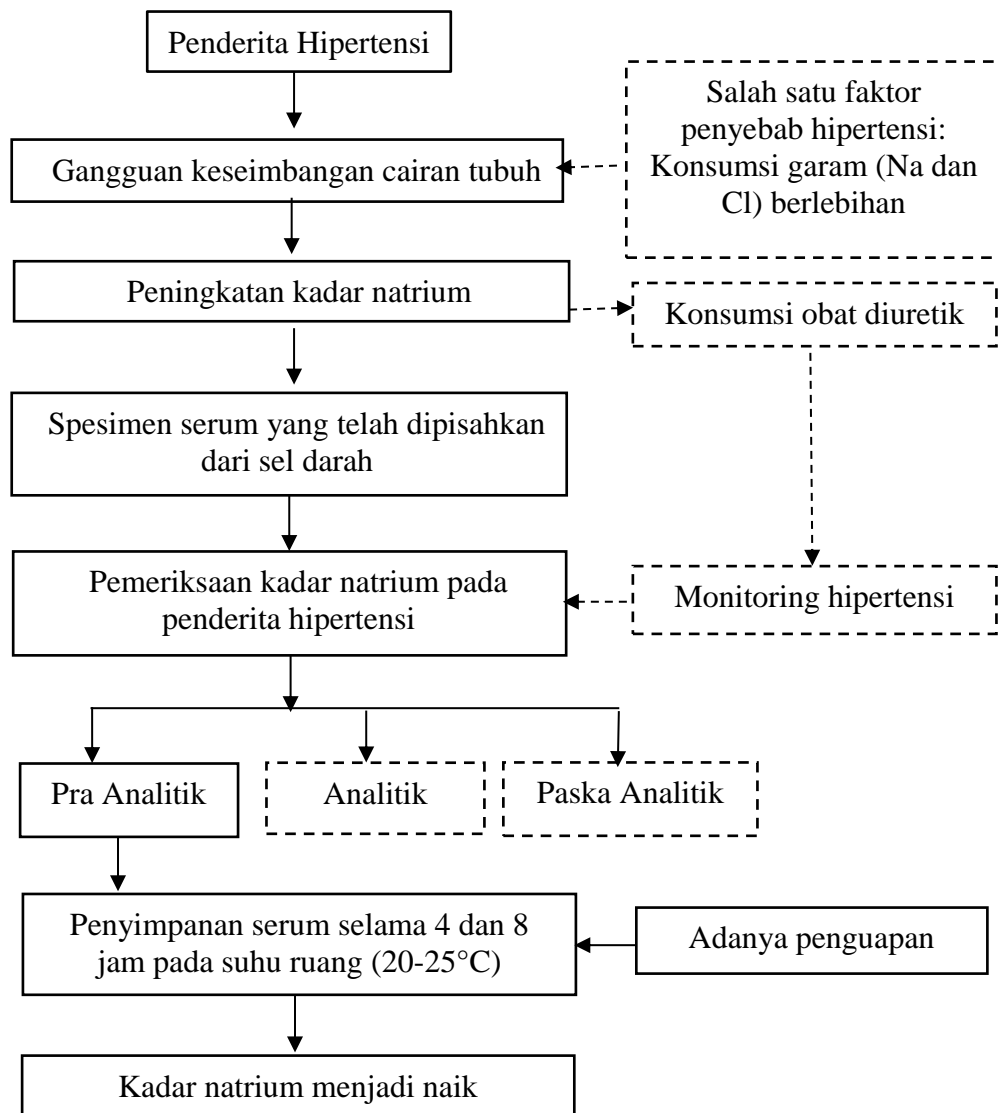 Penderita Hipertensi
Salah satu faktor
penyebab hipertensi:
Konsumsi garam (Na dan
Cl) berlebihan
Gangguan keseimbangan cairan tubuh
Peningkatan kadar natrium
Konsumsi obat diuretik
Spesimen serum yang telah dipisahkan
dari sel darah
Pemeriksaan kadar natrium pada
penderita hipertensi
Monitoring hipertensi
Pra Analitik
Analitik
Paska Analitik
Penyimpanan serum selama 4 dan 8
jam pada suhu ruang (20-25°C)
Adanya penguapan
Kadar natrium menjadi naik